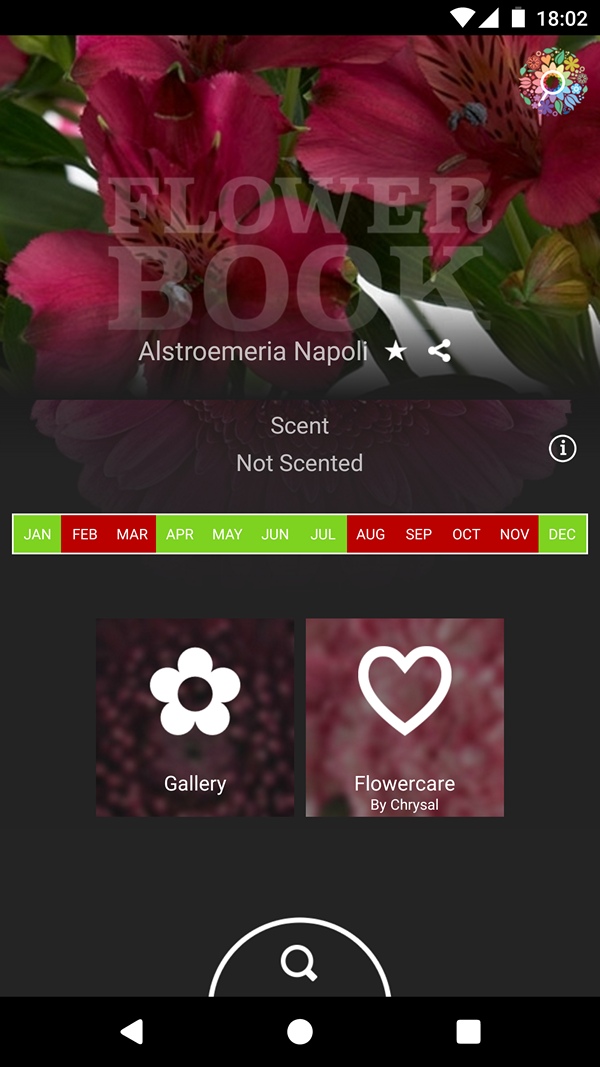 18:02
FLOWER
BOOK
Alstroemeria Napoli
Scent
Not Scented
JAN FEB MAR APR MAY JUN JUL AUG SEP OCT NOV DEC
Gallery Flowercare
By Chrysal